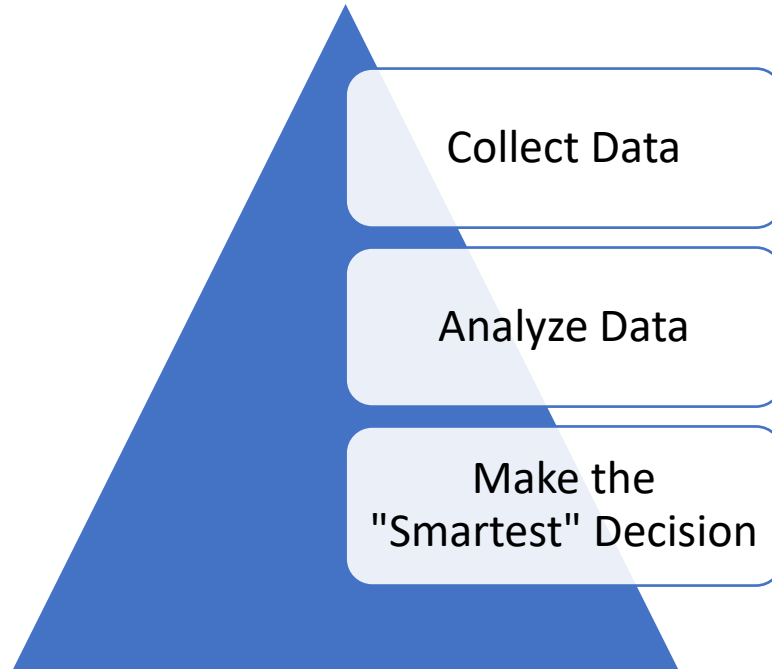 Collect Data
Analyze Data
Make the
"Smartest" Decision